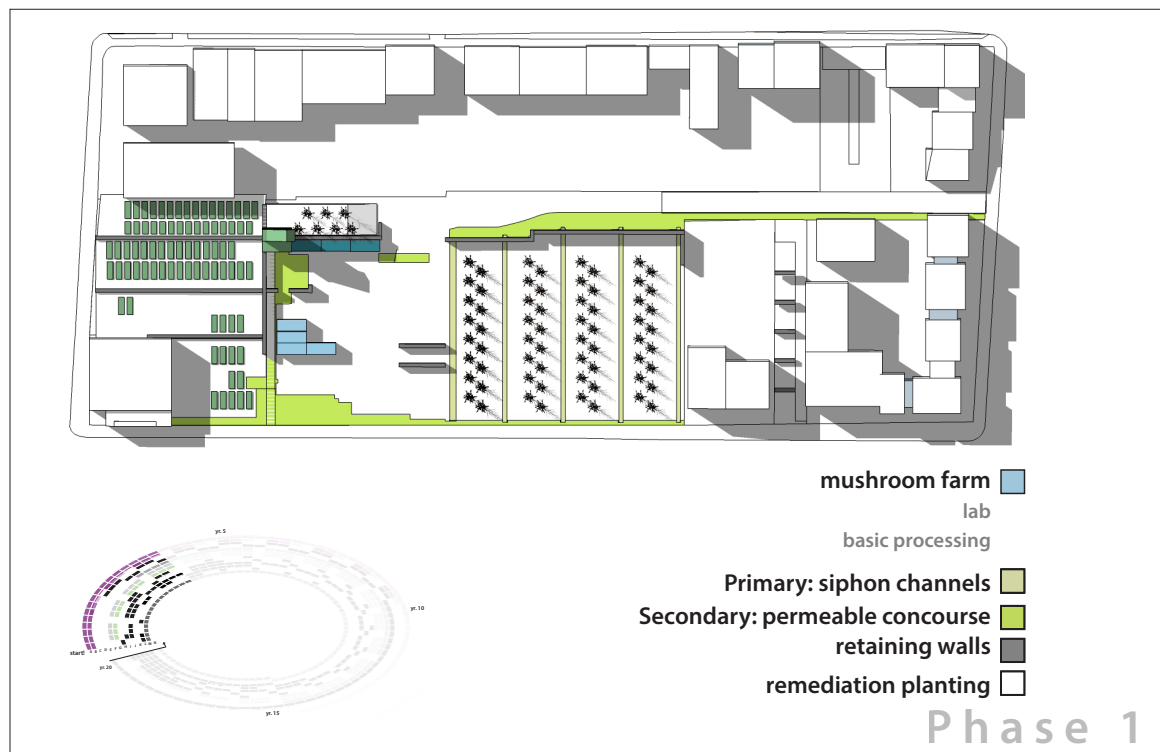 mushroom farm
lab
basic processing
Primary: siphon channels
Secondary: permeable concourse
retaining walls
remediation planting
Phase 1
yr. 5
yr. 10
start!
yr. 20
yr. 15